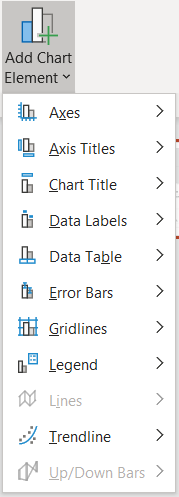 Add Chart
Element
Axes
Axis Titles
Chart Title
Data Labels
Data Table
Error Bars
Gridlines
Legend
Lines
Trendline
Up/Down Bars